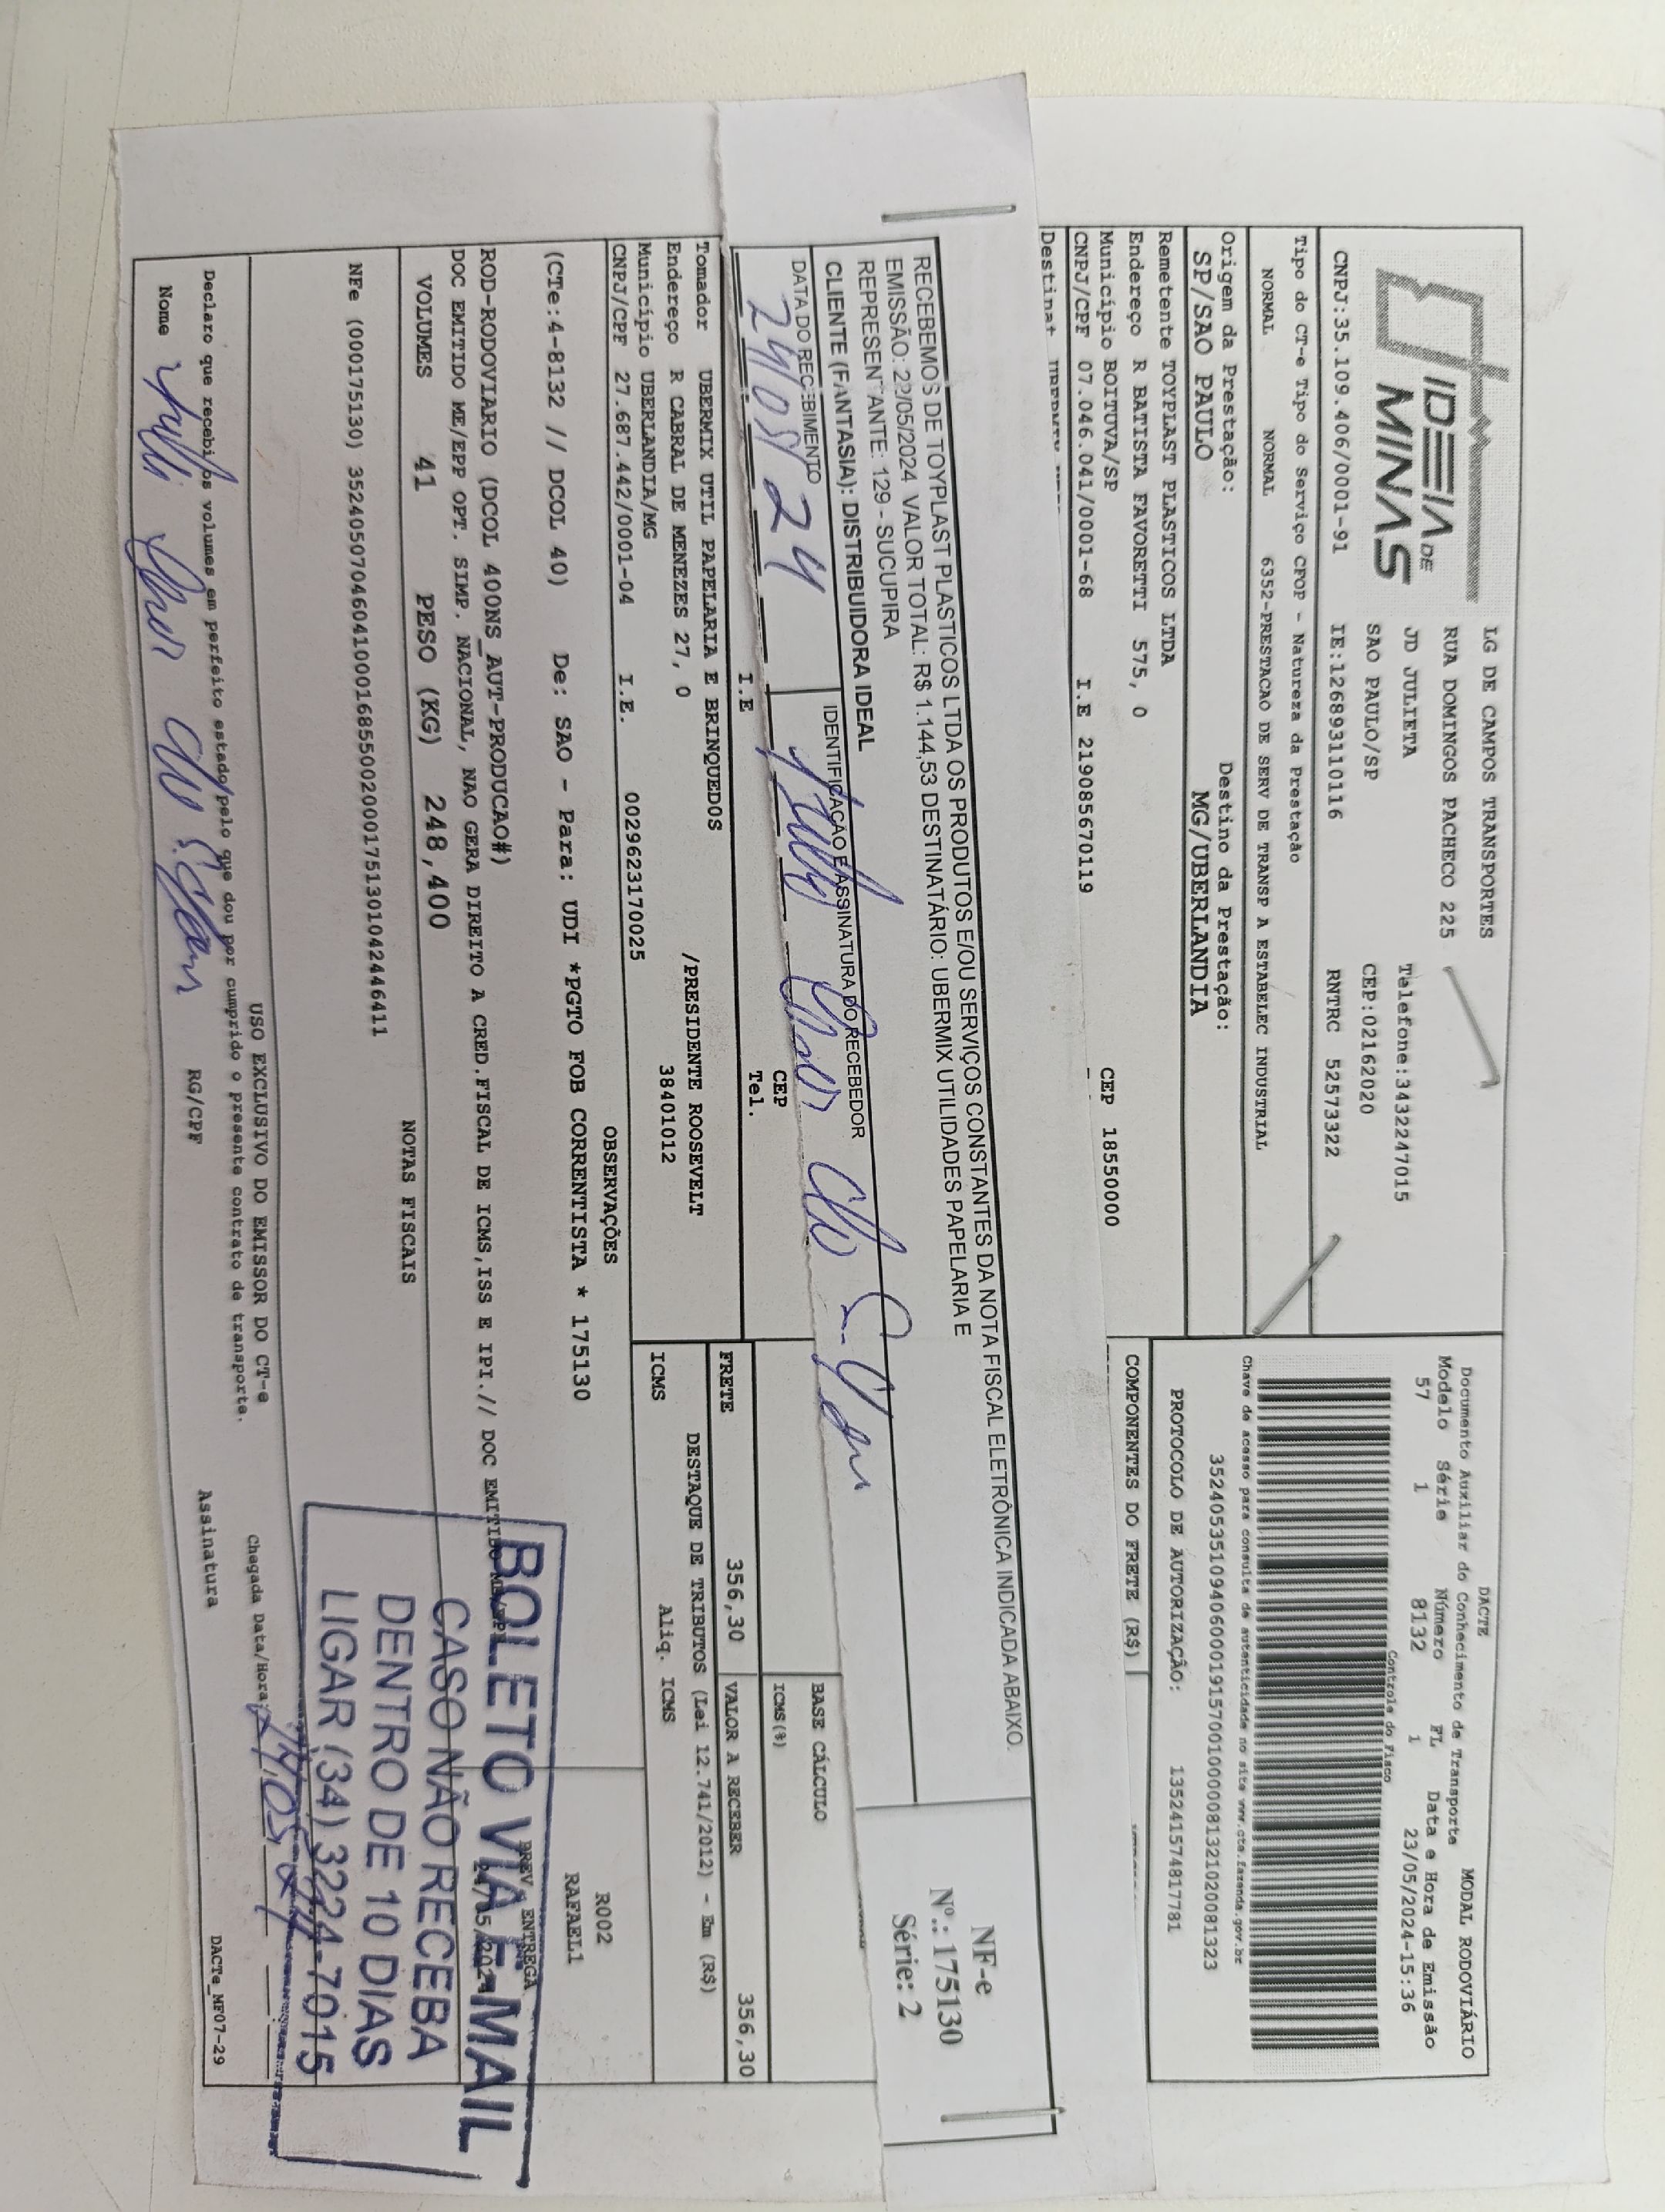 IDEIA DE
MINAS
LG DE CAMPOS TRANSPORTES
RUA DOMINGOS PACHECO 225
JD JULIETA
Telefone:3432247015
SAO PAULO/SP
CEP:02162020
CNPJ:35.109.406/0001-91
IE:126893110116
RNTRC 52573322
Tipo do CT-e Tipo do Serviço CFOP - Natureza da Prestação
NORMAL NORMAL 6352-PRESTACAO DE SERV DE TRANSP A ESTABELEC INDUSTRIAL
Origem da Prestação:
SP/SAO PAULO
Destino da Prestação:
MG/UBERLANDIA
DACTE
Documento Auxiliar do Conhecimento de Transporte
MODAL RODOVIÁRIO
Modelo Série Número FL Data e Hora de Emissão
57 1 8132 1 23/05/2024-15:36
Controle do Fisco
Chave de acesso para consulta de autenticidade no site www.cte.fazenda.gov.br
35240535109406000191570010000081321020081323
PROTOCOLO DE AUTORIZAÇÃO: 135241574817781
Remetente TOYPLAST PLASTICOS LTDA
Endereço R BATISTA FAVORETTI 575, 0
Município BOITUVA/SP
CEP 18550000
CNPJ/CPF 07.046.041/0001-68 I.E 219085670119
COMPONENTES DO FRETE (R$)
RECEBEMOS DE TOYPLAST PLASTICOS LTDA OS PRODUTOS E/OU SERVIÇOS CONSTANTES DA NOTA FISCAL ELETRÔNICA INDICADA ABAIXO.
EMISSÃO: 22/05/2024 VALOR TOTAL: R$ 1.144,53 DESTINATÁRIO: UBERMIX UTILIDADES PAPELARIA E
REPRESENTANTE: 129 - SUCUPIRA
CLIENTE (FANTASIA): DISTRIBUIDORA IDEAL
DATA DO RECEBIMENTO
24/05/24
IDENTIFICAÇÃO E ASSINATURA DO RECEBEDOR
NF-e
Nº.: 175130
Série: 2
I.E
CEP
Tel.
BASE CÁLCULO
ICMS(%)
Tomador UBERMIX UTIL PAPELARIA E BRINQUEDOS
Endereço R CABRAL DE MENEZES 27, 0
/PRESIDENTE ROOSEVELT
Município UBERLANDIA/MG
38401012
CNPJ/CPF 27.687.442/0001-04 I.E. 0029623170025
FRETE 356,30
VALOR A RECEBER 356,30
DESTAQUE DE TRIBUTOS (Lei 12.741/2012) - Em (R$)
ICMS Aliq. ICMS
OBSERVAÇÕES
(CTe:4-8132 // DCOL 40) De: SAO - Para: UDI *PGTO FOB CORRENTISTA * 175130
R002
RAFAEL1
ROD-RODOVIARIO (DCOL 400NS_AUT-PRODUCAO#)
DOC EMITIDO ME/EPP OPT. SIMP. NACIONAL, NAO GERA DIREITO A CRED.FISCAL DE ICMS,ISS E IPI.// DOC EMITIDO ME/EPP
PREV. ENTREGA
24/05/2024
VOLUMES 41 PESO (KG) 248,400
NOTAS FISCAIS
NFe (000175130) 35240507046041000168550020001751301042446411
BOLETO VIA E-MAIL
CASO NÃO RECEBA
DENTRO DE 10 DIAS
LIGAR (34) 3224-7015
USO EXCLUSIVO DO EMISSOR DO CT-e
Declaro que recebi os volumes em perfeito estado pelo que dou por cumprido o presente contrato de transporte.
Chegada Data/Hora:
Nome
RG/CPF
Assinatura
DACTe_MF07-29